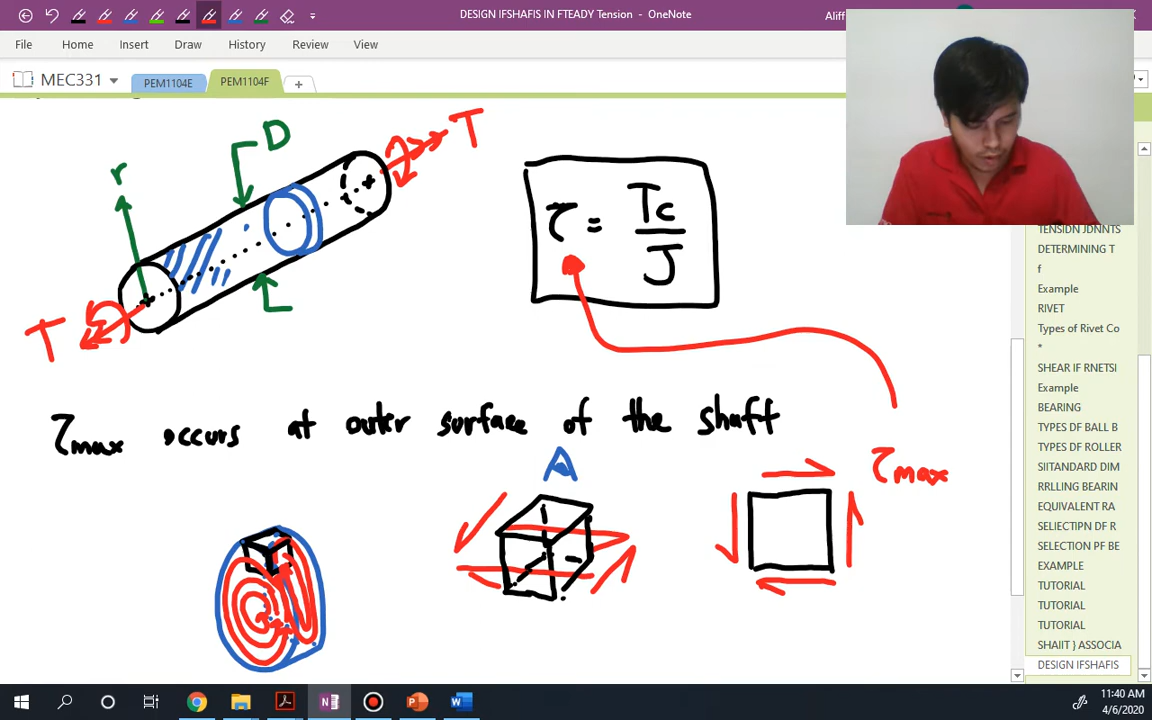 DESIGN IFSHAFIS IN FTEADY Tension - OneNote
Aliff
File Home Insert Draw History Review View
MEC331
PEM1104E
PEM1104F
D
T
r
T
τ = Tc / J
τmax occurs at outer surface of the shaft
A
τmax
TENSIDN JDNNTS
DETERMINING T
f
Example
RIVET
Types of Rivet Co
*
SHEAR IF RNETSI
Example
BEARING
TYPES DF BALL B
TYPES DF ROLLER
SIITANDARD DIM
RRLLING BEARIN
EQUIVALENT RA
SELIECTIPN DF R
SELECTION PF BE
EXAMPLE
TUTORIAL
TUTORIAL
TUTORIAL
SHAIIT } ASSOCIA
DESIGN IFSHAFIS
11:40 AM
4/6/2020